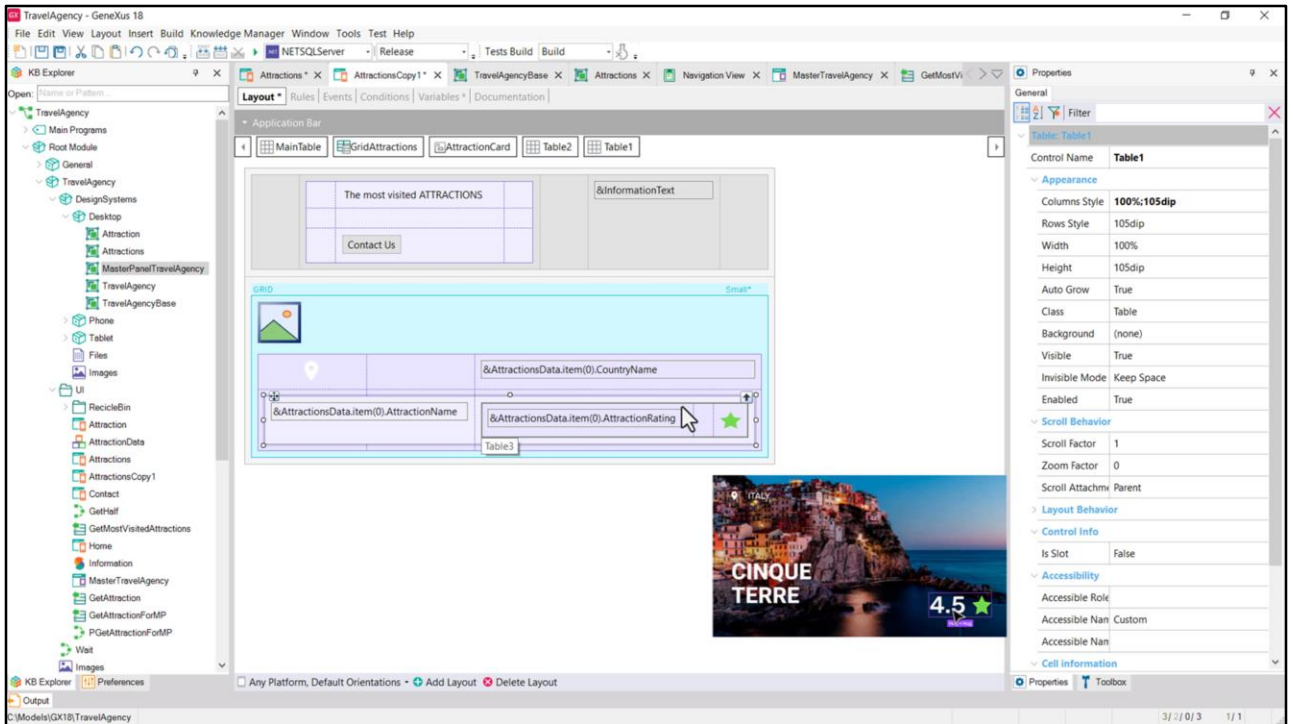 TravelAgency - GeneXus 18
File Edit View Layout Insert Build Knowledge Manager Window Tools Test Help
NETSQLServer Release Tests Build Build
KB Explorer
Open: Name or Pattern...
TravelAgency
Main Programs
Root Module
General
TravelAgency
DesignSystems
Desktop
Attraction
Attractions
MasterPanelTravelAgency
TravelAgency
TravelAgencyBase
Phone
Tablet
Files
Images
UI
RecicleBin
Attraction
AttractionData
Attractions
AttractionsCopy1
Contact
GetHalf
GetMostVisitedAttractions
Home
Information
MasterTravelAgency
GetAttraction
GetAttractionForMP
PGetAttractionForMP
Wait
Images
KB Explorer Preferences
Attractions * X AttractionsCopy1 * X TravelAgencyBase X Attractions X Navigation View X MasterTravelAgency X GetMostVi
Layout * Rules Events Conditions Variables * Documentation
Application Bar
MainTable GridAttractions AttractionCard Table2 Table1
The most visited ATTRACTIONS
&InformationText
Contact Us
GRID Small*
&AttractionsData.item(0).CountryName
&AttractionsData.item(0).AttractionName
&AttractionsData.item(0).AttractionRating
Table3
ITALY
CINQUE
TERRE
4.5
Any Platform, Default Orientations Add Layout Delete Layout
Properties
General
Filter
Table: Table1
Control Name Table1
Appearance
Columns Style 100%;105dip
Rows Style 105dip
Width 100%
Height 105dip
Auto Grow True
Class Table
Background (none)
Visible True
Invisible Mode Keep Space
Enabled True
Scroll Behavior
Scroll Factor 1
Zoom Factor 0
Scroll Attachme Parent
Layout Behavior
Control Info
Is Slot False
Accessibility
Accessible Role
Accessible Nan Custom
Accessible Nan
Cell information
Properties Toolbox
Output
C:\Models\GX18\TravelAgency
3/ 2/ 0/ 3 1/ 1